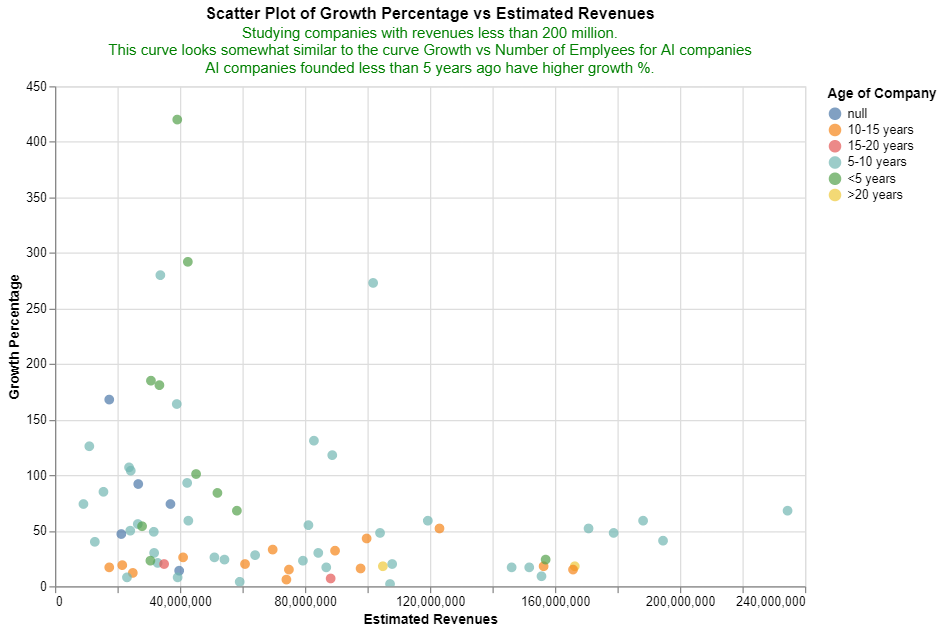 Scatter Plot of Growth Percentage vs Estimated Revenues
Studying companies with revenues less than 200 million.
This curve looks somewhat similar to the curve Growth vs Number of Emplyees for AI companies
AI companies founded less than 5 years ago have higher growth %.
Age of Company
null
10-15 years
15-20 years
5-10 years
<5 years
>20 years
Growth Percentage
450
400
350
300
250
200
150
100
50
0
0
40,000,000
80,000,000
120,000,000
160,000,000
200,000,000
240,000,000
Estimated Revenues